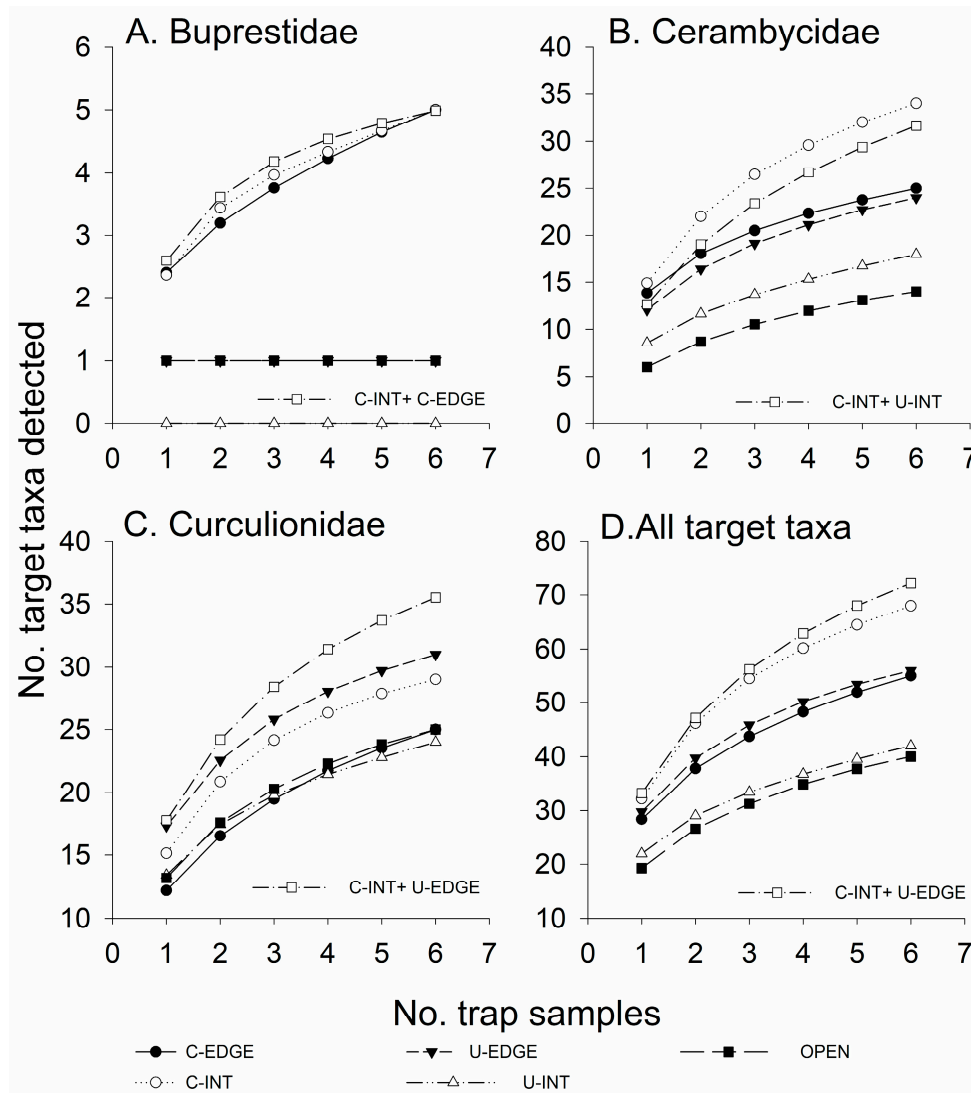 A. Buprestidae
6
5
4
3
2
1
0
C-INT+ C-EDGE
0 1 2 3 4 5 6 7
B. Cerambycidae
40
35
30
25
20
15
10
5
0
C-INT+ U-INT
0 1 2 3 4 5 6 7
No. target taxa detected
C. Curculionidae
40
35
30
25
20
15
10
C-INT+ U-EDGE
0 1 2 3 4 5 6 7
D.All target taxa
80
70
60
50
40
30
20
10
C-INT+ U-EDGE
0 1 2 3 4 5 6 7
No. trap samples
C-EDGE U-EDGE OPEN
C-INT U-INT